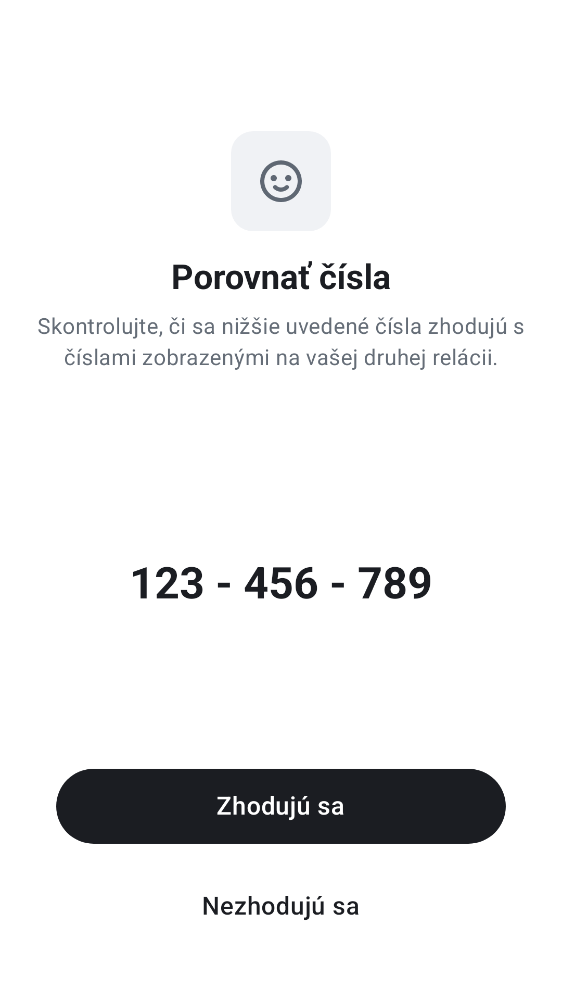 Porovnať čísla
Skontrolujte, či sa nižšie uvedené čísla zhodujú s
číslami zobrazenými na vašej druhej relácii.
123 - 456 - 789
Zhodujú sa
Nezhodujú sa